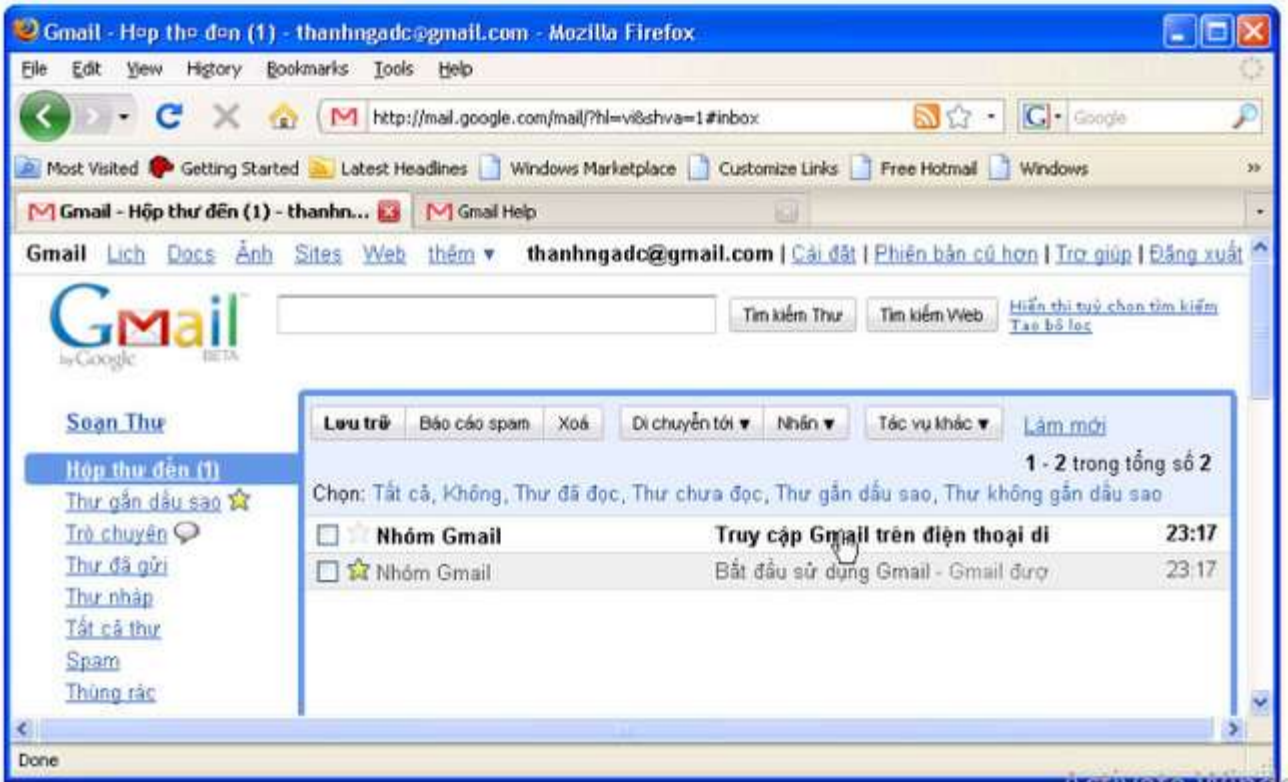 Gmail - Hộp thơ đến (1) - thanhngadc@gmail.com - Mozilla Firefox
File Edit View History Bookmarks Tools Help
http://mail.google.com/mail/?hl=vi&shva=1#inbox Google
Most Visited Getting Started Latest Headlines Windows Marketplace Customize Links Free Hotmail Windows
Gmail - Hộp thư đến (1) - thanhn... Gmail Help
Gmail Lịch Docs Ảnh Sites Web thêm ▼ thanhngadc@gmail.com | Cài đặt | Phiên bản cũ hơn | Trợ giúp | Đăng xuất
GMail by Google BETA
Tìm kiếm Thư Tìm kiếm Web Hiển thị tuỳ chọn tìm kiếm
Tạo bộ lọc
Soạn Thư
Lưu trữ Báo cáo spam Xoá Di chuyển tới ▼ Nhãn ▼ Tác vụ khác ▼ Làm mới
1 - 2 trong tổng số 2
Chọn: Tất cả, Không, Thư đã đọc, Thư chưa đọc, Thư gắn dấu sao, Thư không gắn dấu sao
Nhóm Gmail Truy cập Gmail trên điện thoại di 23:17
Nhóm Gmail Bắt đầu sử dụng Gmail - Gmail đượ 23:17
Hộp thư đến (1)
Thư gắn dấu sao
Trò chuyện
Thư đã gửi
Thư nháp
Tất cả thư
Spam
Thùng rác
Done